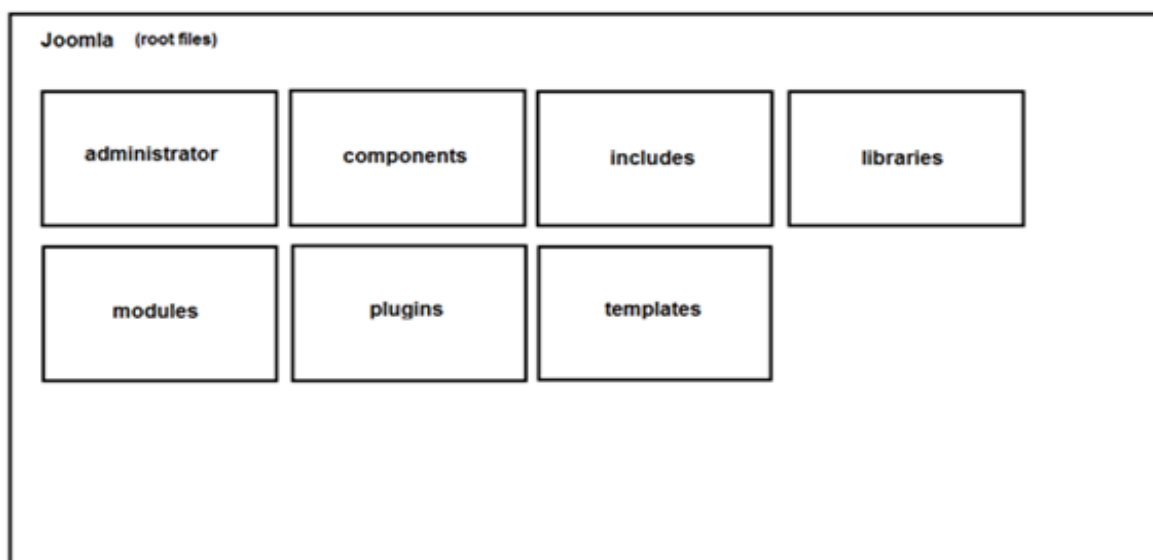 Joomla (root files)
administrator
components
includes
libraries
modules
plugins
templates